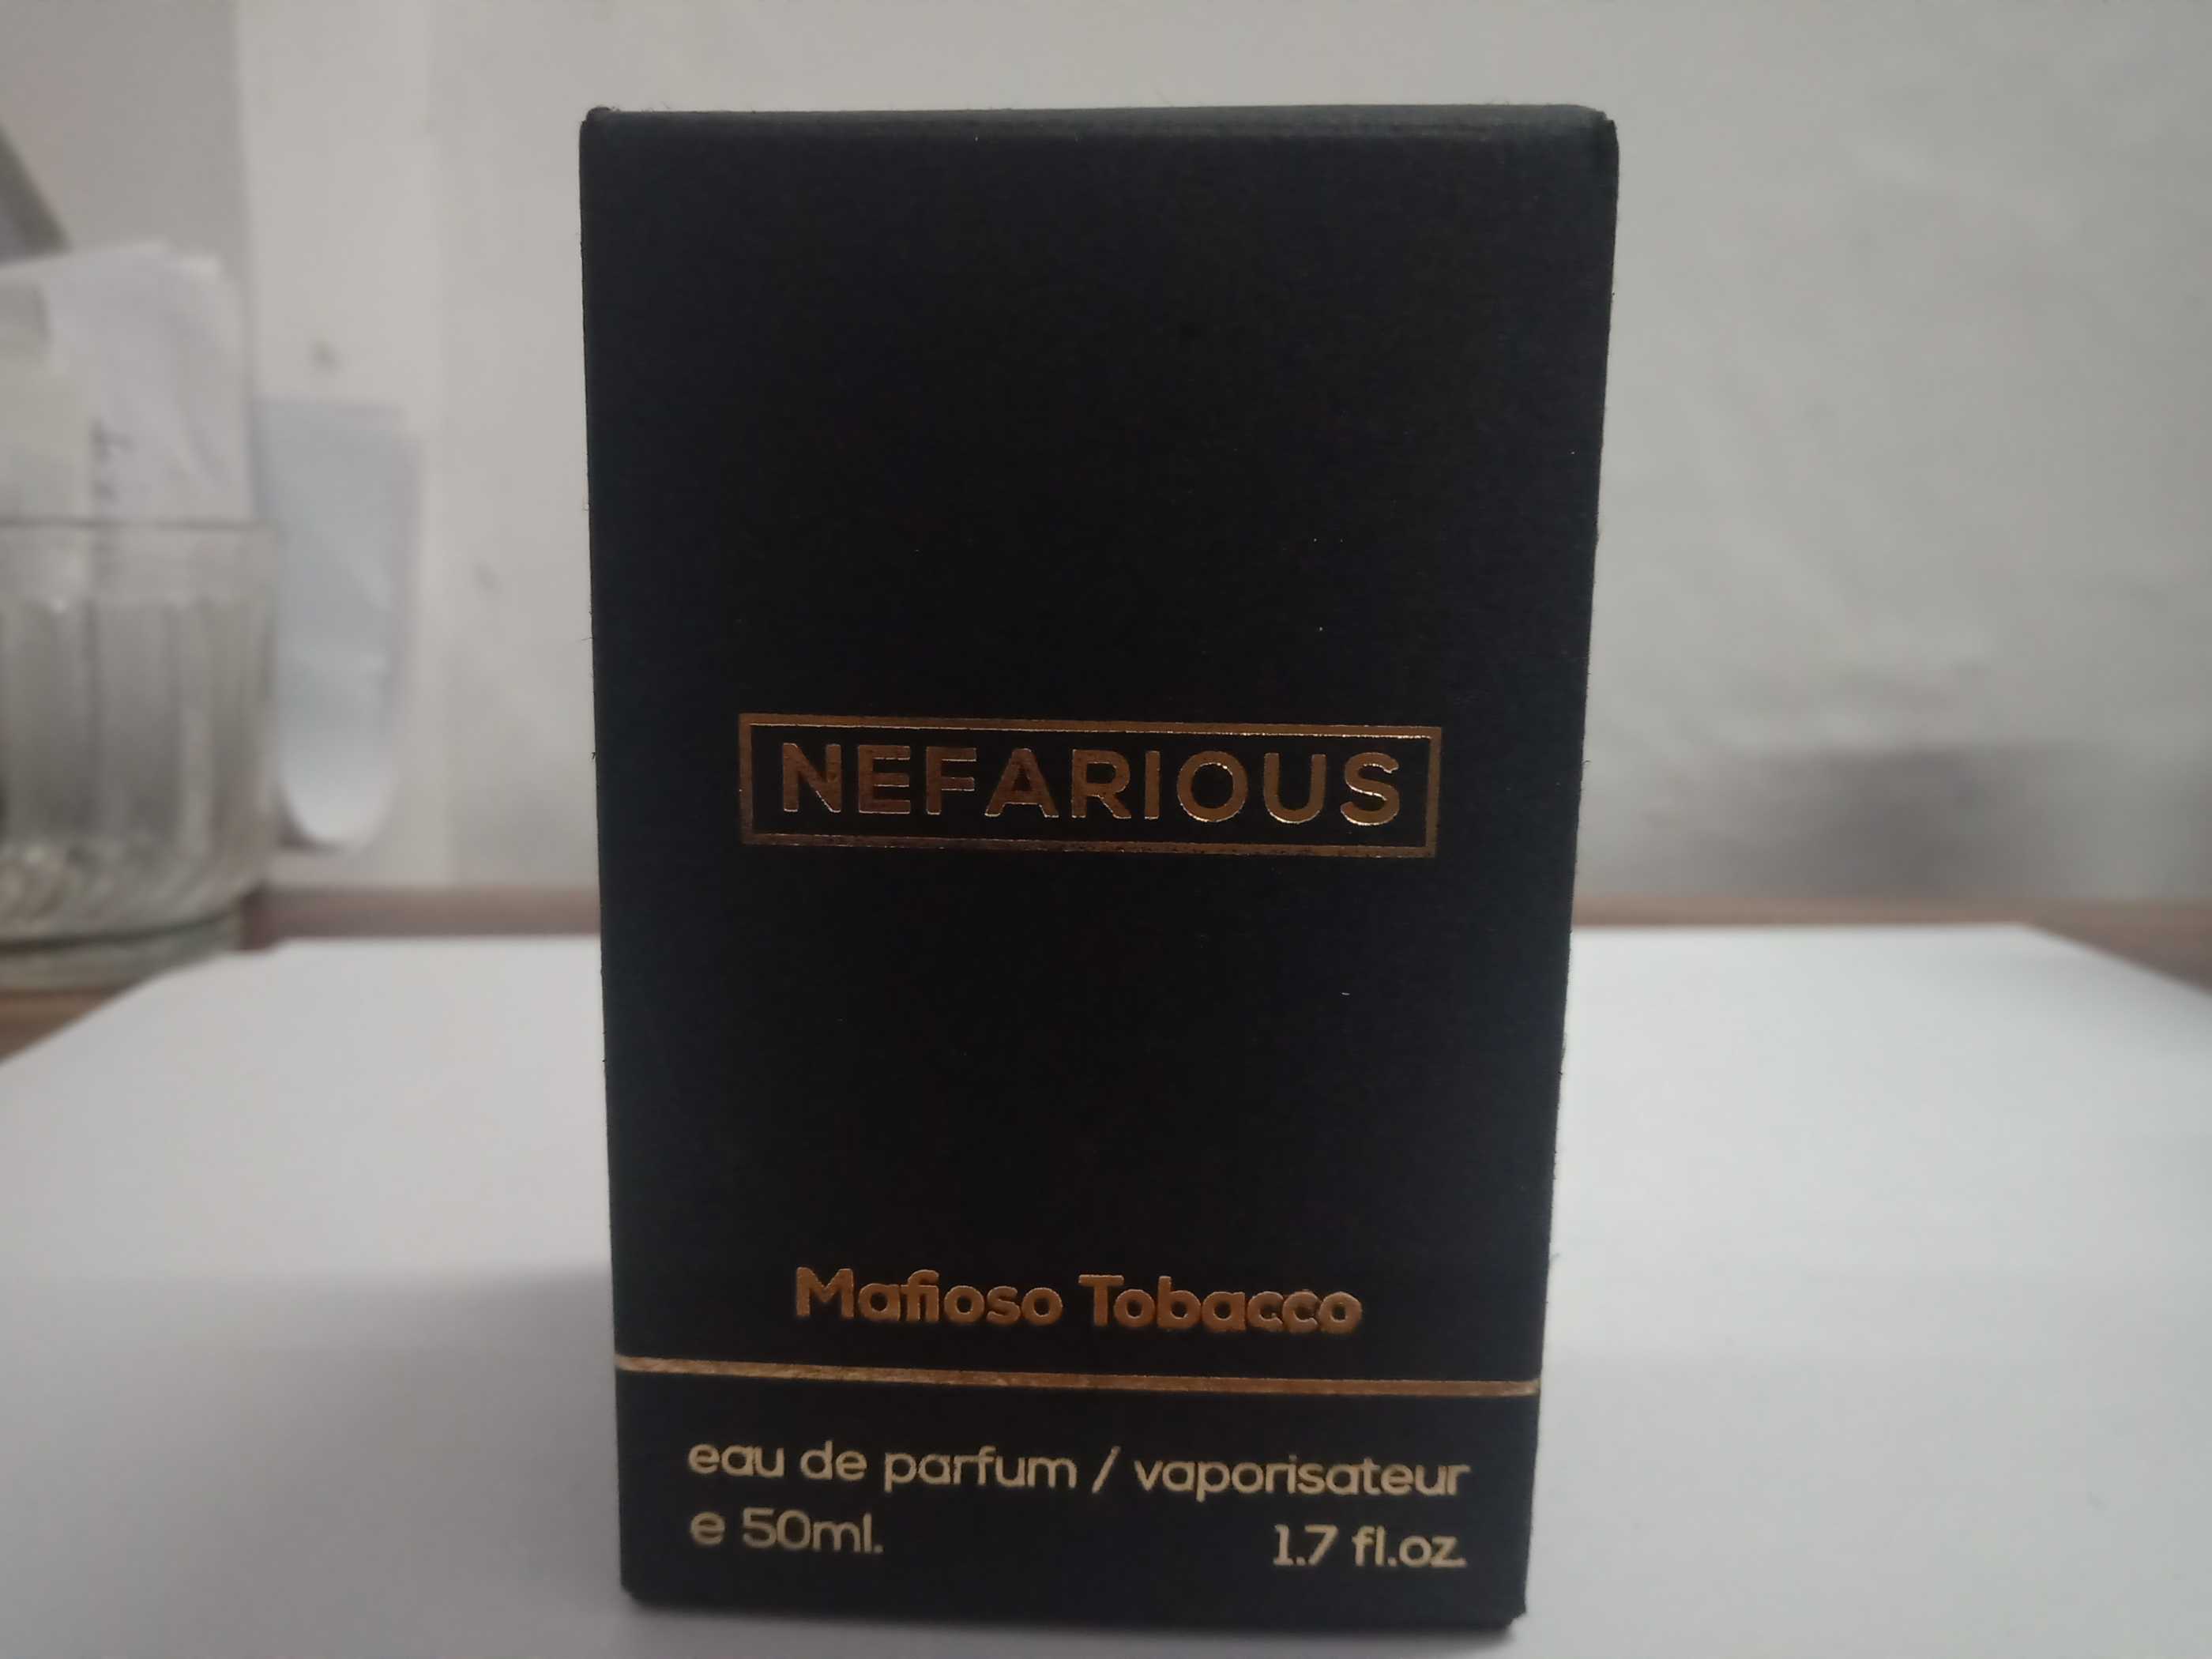 NEFARIOUS
Mafioso Tobacco
eau de parfum / vaporisateur
e 50ml. 1.7 fl.oz.